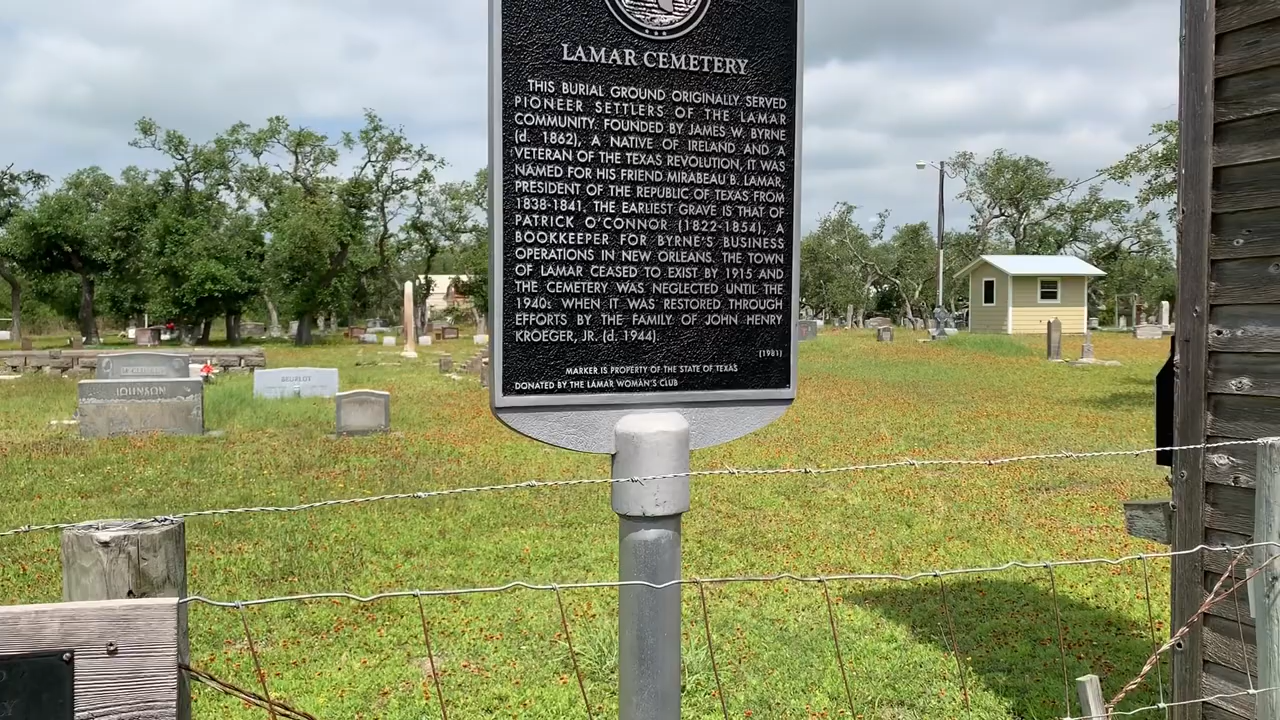 LAMAR CEMETERY
THIS BURIAL GROUND ORIGINALLY SERVED
PIONEER SETTLERS OF THE LAMAR
COMMUNITY. FOUNDED BY JAMES W. BYRNE
(d. 1862), A NATIVE OF IRELAND AND A
VETERAN OF THE TEXAS REVOLUTION, IT WAS
NAMED FOR HIS FRIEND MIRABEAU B. LAMAR,
PRESIDENT OF THE REPUBLIC OF TEXAS FROM
1838-1841. THE EARLIEST GRAVE IS THAT OF
PATRICK O'CONNOR (1822-1854), A
BOOKKEEPER FOR BYRNE'S BUSINESS
OPERATIONS IN NEW ORLEANS. THE TOWN
OF LAMAR CEASED TO EXIST BY 1915 AND
THE CEMETERY WAS NEGLECTED UNTIL THE
1940s WHEN IT WAS RESTORED THROUGH
EFFORTS BY THE FAMILY OF JOHN HENRY
KROEGER, JR. (d. 1944).
(1981)
MARKER IS PROPERTY OF THE STATE OF TEXAS
DONATED BY THE LAMAR WOMAN'S CLUB
JOHNSON